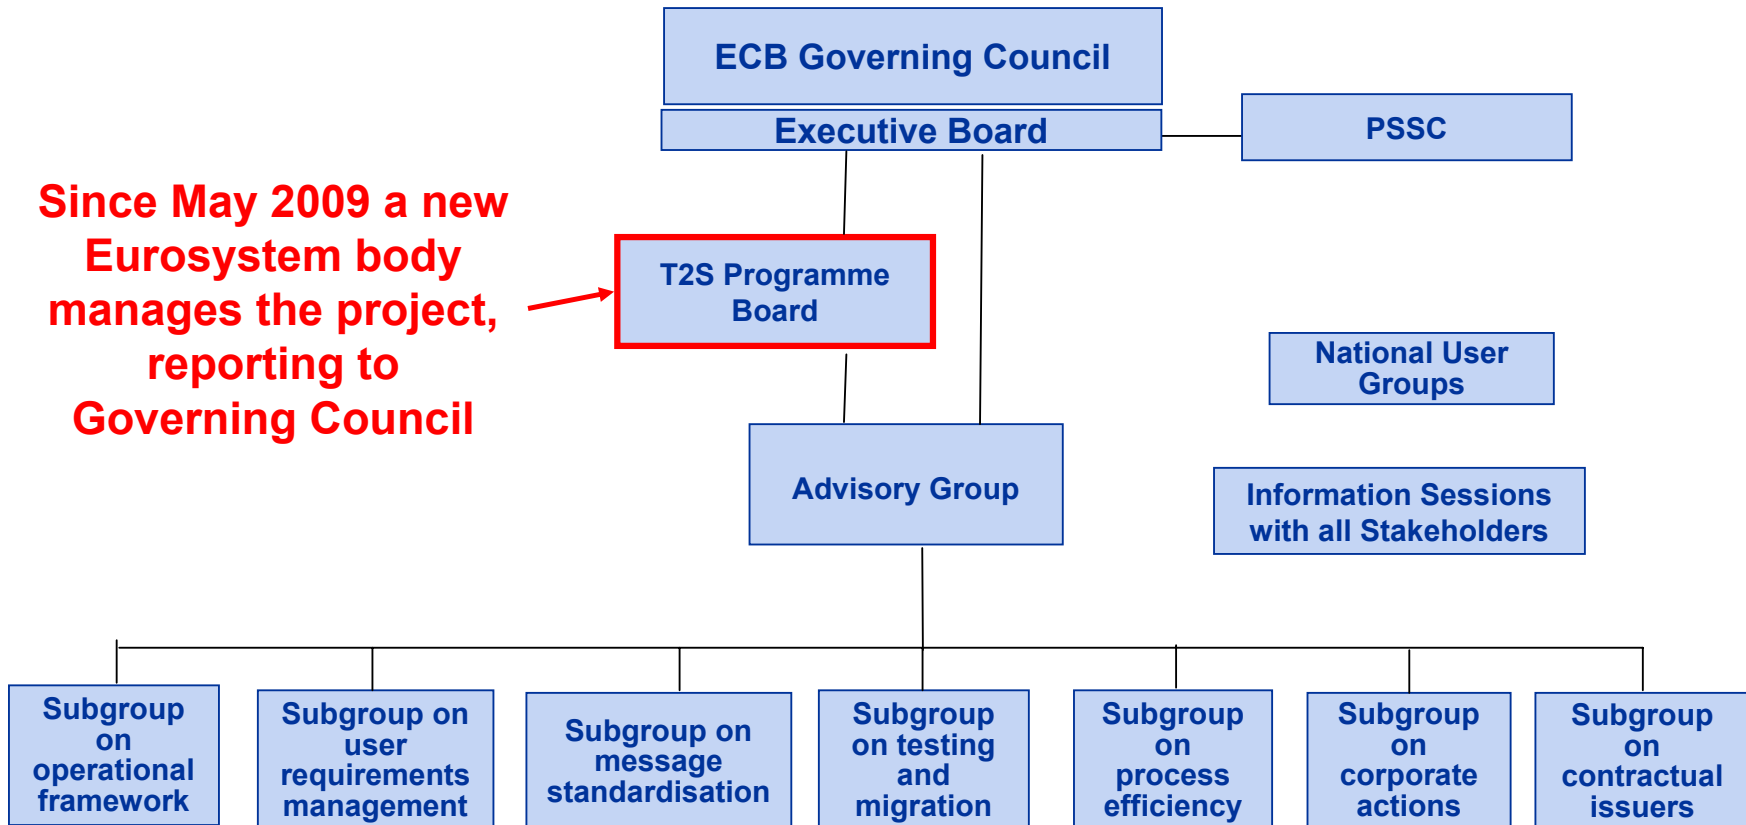 ECB Governing Council
Executive Board
PSSC
Since May 2009 a new
Eurosystem body
manages the project,
reporting to
Governing Council
T2S Programme
Board
National User
Groups
Advisory Group
Information Sessions
with all Stakeholders
Subgroup
on
operational
framework
Subgroup on
user
requirements
management
Subgroup on
message
standardisation
Subgroup
on testing
and
migration
Subgroup
on
process
efficiency
Subgroup
on
corporate
actions
Subgroup
on
contractual
issuers